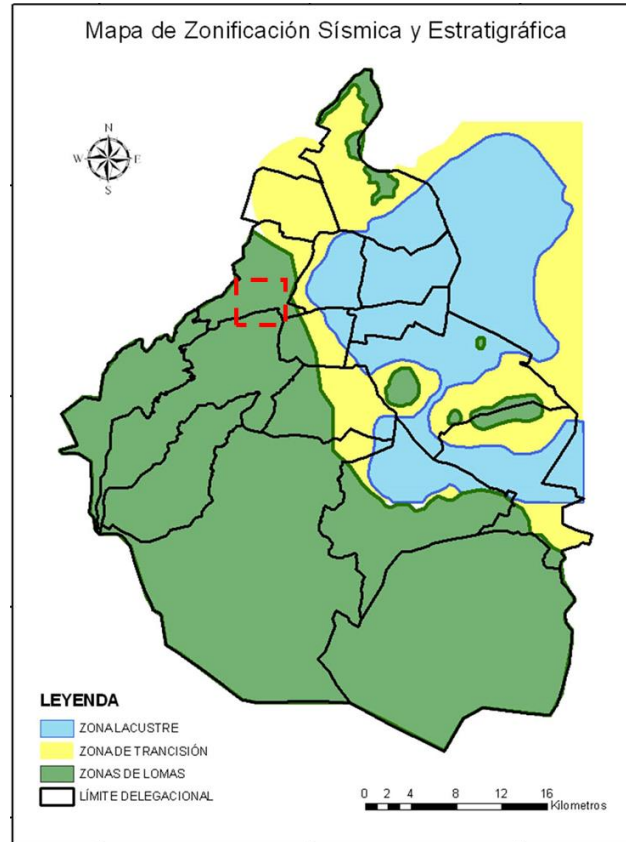 Mapa de Zonificación Sísmica y Estratigráfica
N
W E
S
LEYENDA
ZONA LACUSTRE
ZONA DE TRANCISIÓN
ZONAS DE LOMAS
LÍMITE DELEGACIONAL
0 2 4 8 12 16
Kilometros